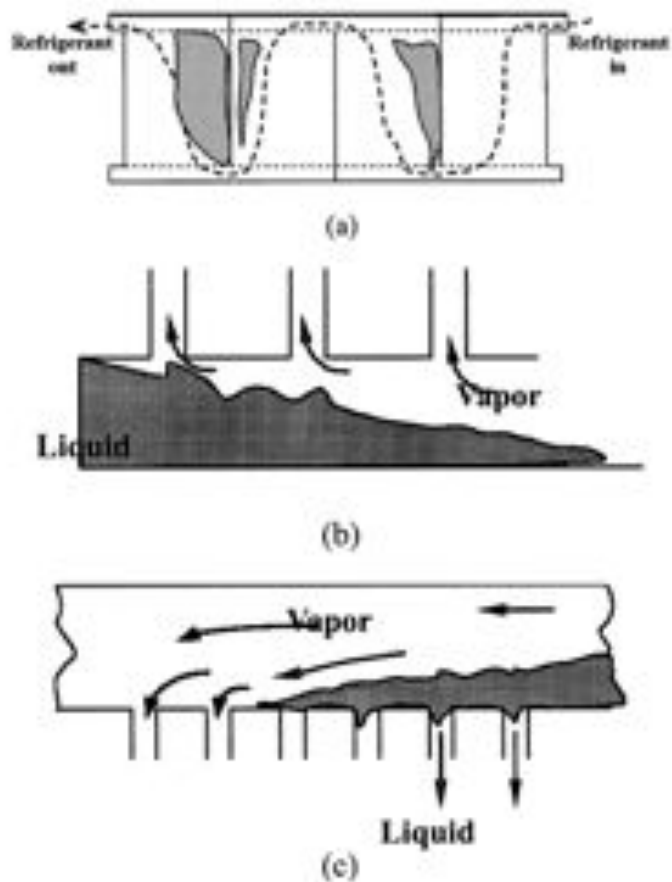 Refrigerant
out
Refrigerant
in
(a)
Vapor
Liquid
(b)
Vapor
Liquid
(c)